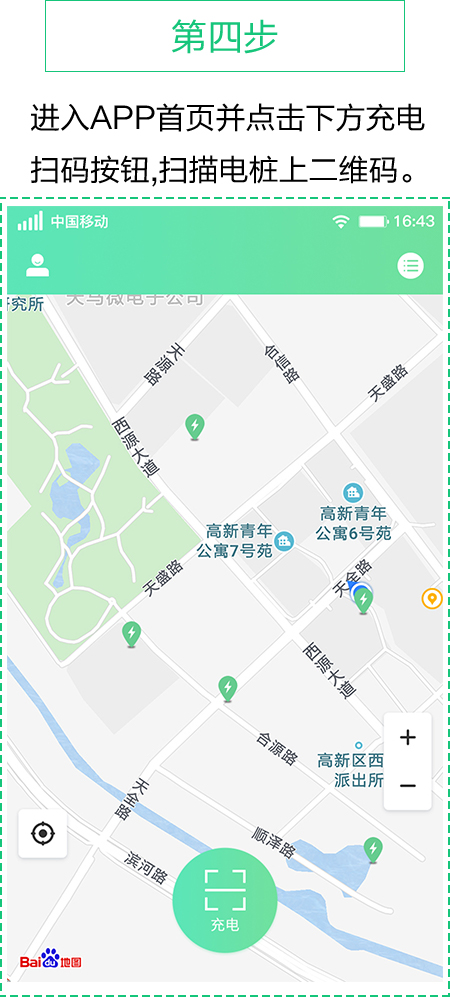 第四步
进入APP首页并点击下方充电
扫码按钮,扫描电桩上二维码。
中国移动
16:43
天马微电子公司
研究所
天瑞路
合信路
天盛路
西源大道
高新青年
公寓6号苑
高新青年
公寓7号苑
天盛路
天全路
西源大道
合源路
高新区西
派出所
天全路
顺泽路
滨河路
充电
Bai du 地图